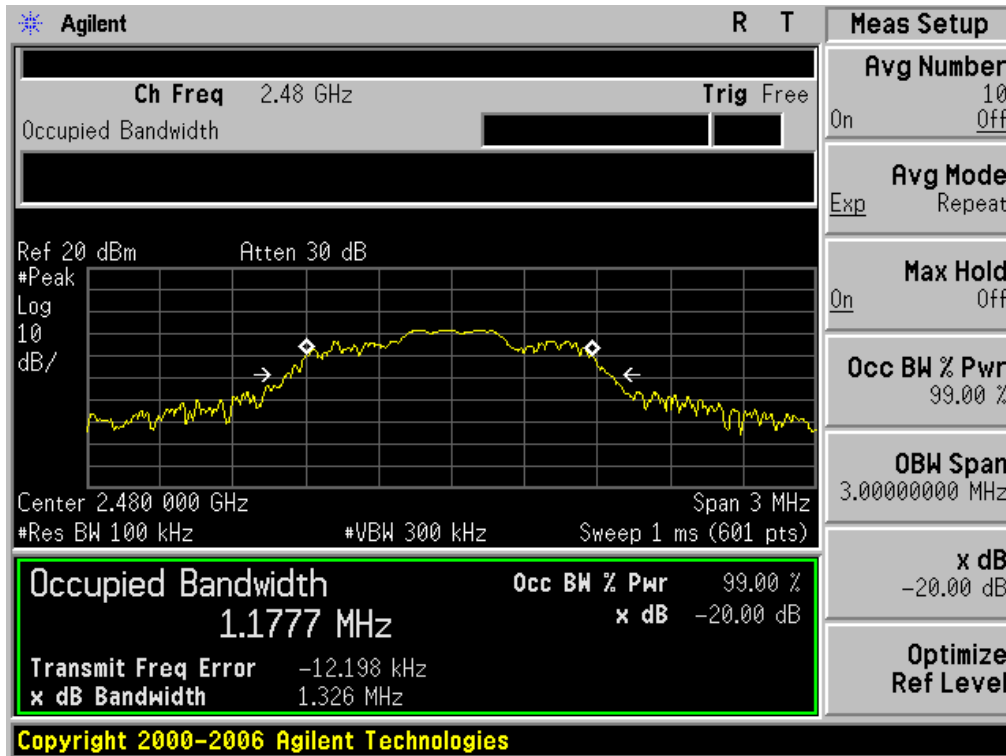 Agilent R T
Meas Setup
Ch Freq 2.48 GHz Trig Free
Occupied Bandwidth
Avg Number
10
On Off
Avg Mode
Exp Repeat
Max Hold
On Off
Occ BW % Pwr
99.00 %
OBW Span
3.00000000 MHz
x dB
-20.00 dB
Optimize
Ref Level
Ref 20 dBm Atten 30 dB
#Peak
Log
10
dB/
Center 2.480 000 GHz Span 3 MHz
#Res BW 100 kHz #VBW 300 kHz Sweep 1 ms (601 pts)
Occupied Bandwidth
1.1777 MHz
Occ BW % Pwr 99.00 %
x dB -20.00 dB
Transmit Freq Error -12.198 kHz
x dB Bandwidth 1.326 MHz
Copyright 2000-2006 Agilent Technologies